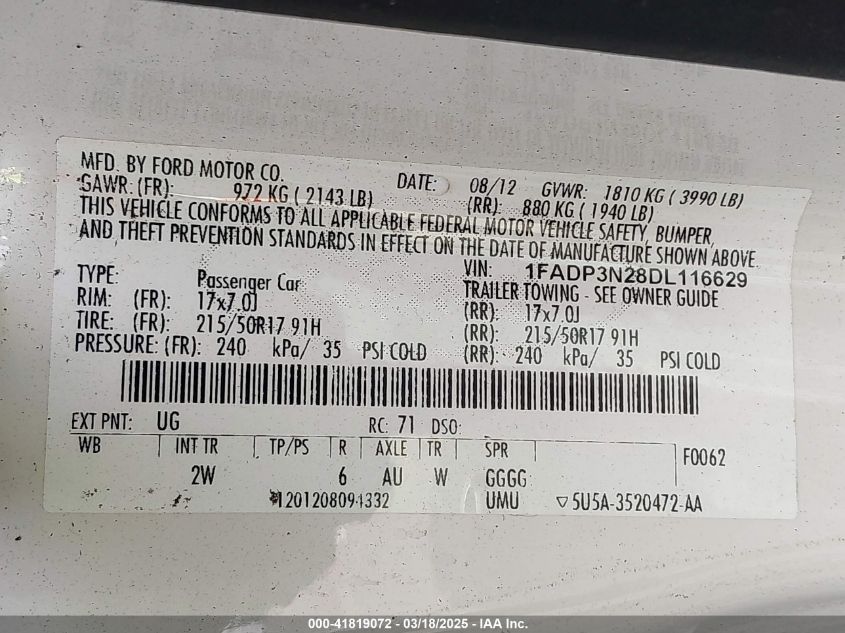 MFD. BY FORD MOTOR CO. DATE: 08/12 GVWR: 1810 KG ( 3990 LB)
GAWR: (FR): 972 KG ( 2143 LB) (RR): 880 KG ( 1940 LB)
THIS VEHICLE CONFORMS TO ALL APPLICABLE FEDERAL MOTOR VEHICLE SAFETY, BUMPER,
AND THEFT PREVENTION STANDARDS IN EFFECT ON THE DATE OF MANUFACTURE SHOWN ABOVE.
VIN: 1FADP3N28DL116629
TYPE: Passenger Car TRAILER TOWING - SEE OWNER GUIDE
RIM: (FR): 17x7.0J (RR): 17x7.0J
TIRE: (FR): 215/50R17 91H (RR): 215/50R17 91H
PRESSURE: (FR): 240 kPa/ 35 PSI COLD (RR): 240 kPa/ 35 PSI COLD
EXT PNT: UG RC: 71 DSO:
WB INT TR TP/PS R AXLE TR SPR F0062
2W 6 AU W GGGG
UMU ▽5U5A-3520472-AA
000-41819072 - 03/18/2025 - IAA Inc.